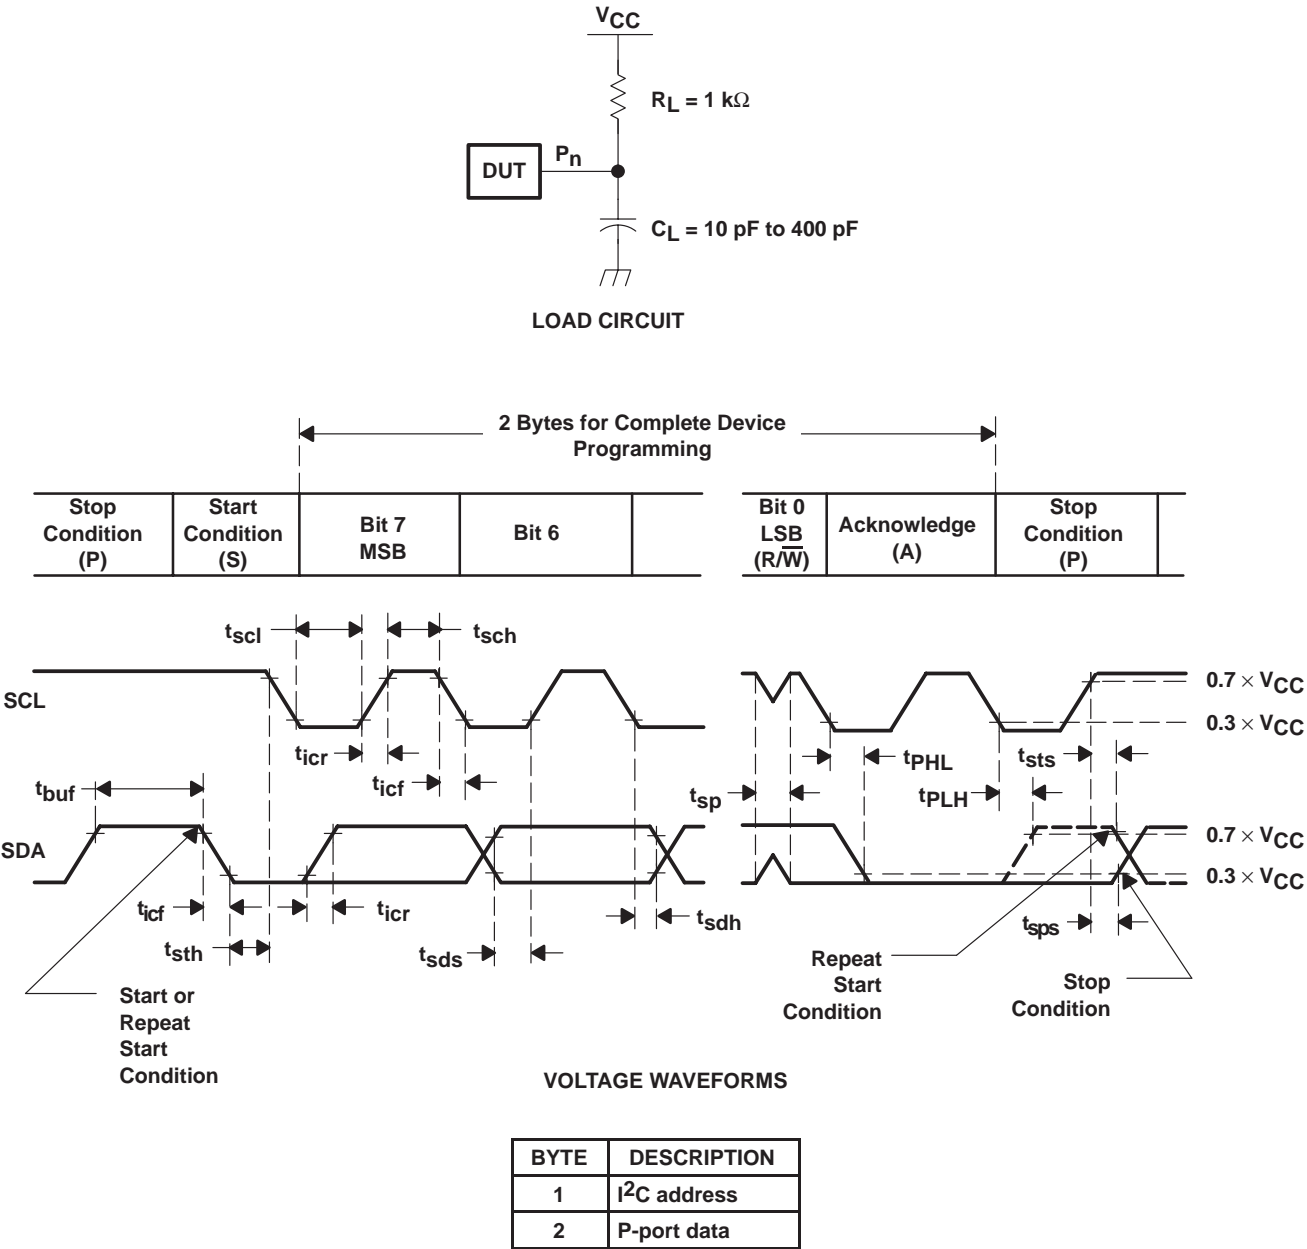 VCC
RL = 1 kΩ
DUT
Pn
CL = 10 pF to 400 pF
LOAD CIRCUIT
2 Bytes for Complete Device
Programming
Stop
Condition
(P)
Start
Condition
(S)
Bit 7
MSB
Bit 6
Bit 0
LSB
(R/W̅)
Acknowledge
(A)
Stop
Condition
(P)
tscl
tsch
SCL
0.7 × VCC
0.3 × VCC
ticr
ticf
tPHL
tsts
tbuf
tsp
tPLH
SDA
0.7 × VCC
0.3 × VCC
ticf
ticr
tsth
tsds
tsdh
tsps
Start or
Repeat
Start
Condition
Repeat
Start
Condition
Stop
Condition
VOLTAGE WAVEFORMS
BYTE DESCRIPTION
1 I2C address
2 P-port data